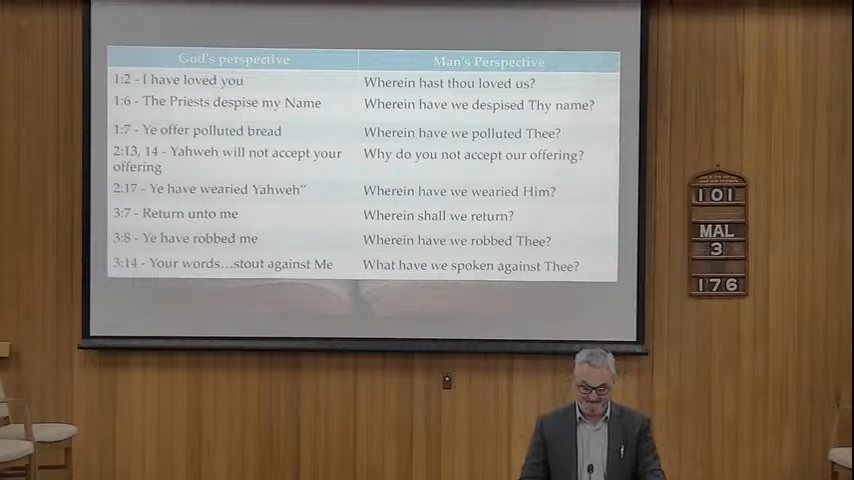 God's perspective Man's Perspective
1:2 - I have loved you Wherein hast thou loved us?
1:6 - The Priests despise my Name Wherein have we despised Thy name?
1:7 - Ye offer polluted bread Wherein have we polluted Thee?
2:13, 14 - Yahweh will not accept your Why do you not accept our offering?
offering
2:17 - Ye have wearied Yahweh" Wherein have we wearied Him?
3:7 - Return unto me Wherein shall we return?
3:8 - Ye have robbed me Wherein have we robbed Thee?
3:14 - Your words...stout against Me What have we spoken against Thee?
101
MAL
3
176